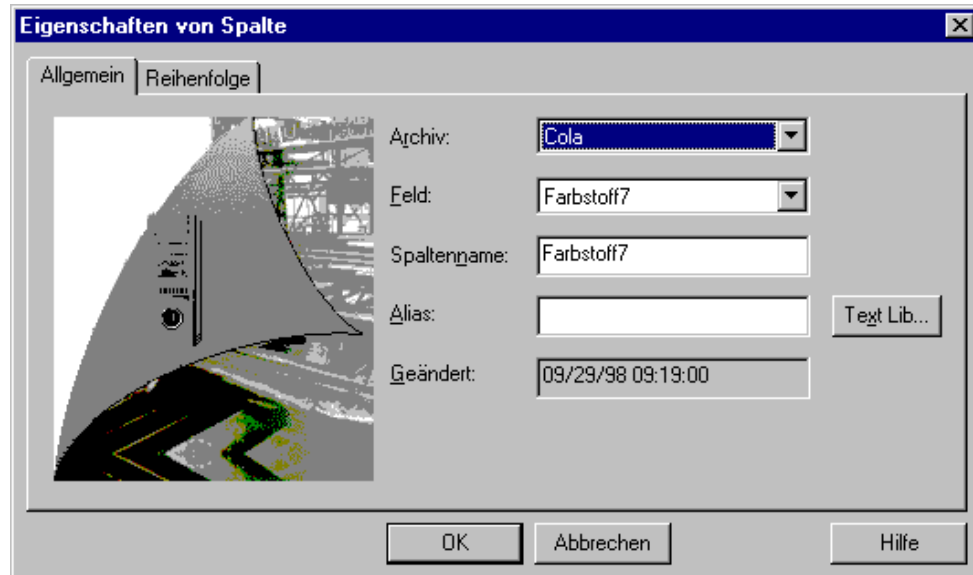 Eigenschaften von Spalte
Allgemein Reihenfolge
Archiv: Cola
Feld: Farbstoff7
Spaltenname: Farbstoff7
Alias: Text Lib...
Geändert: 09/29/98 09:19:00
OK Abbrechen Hilfe